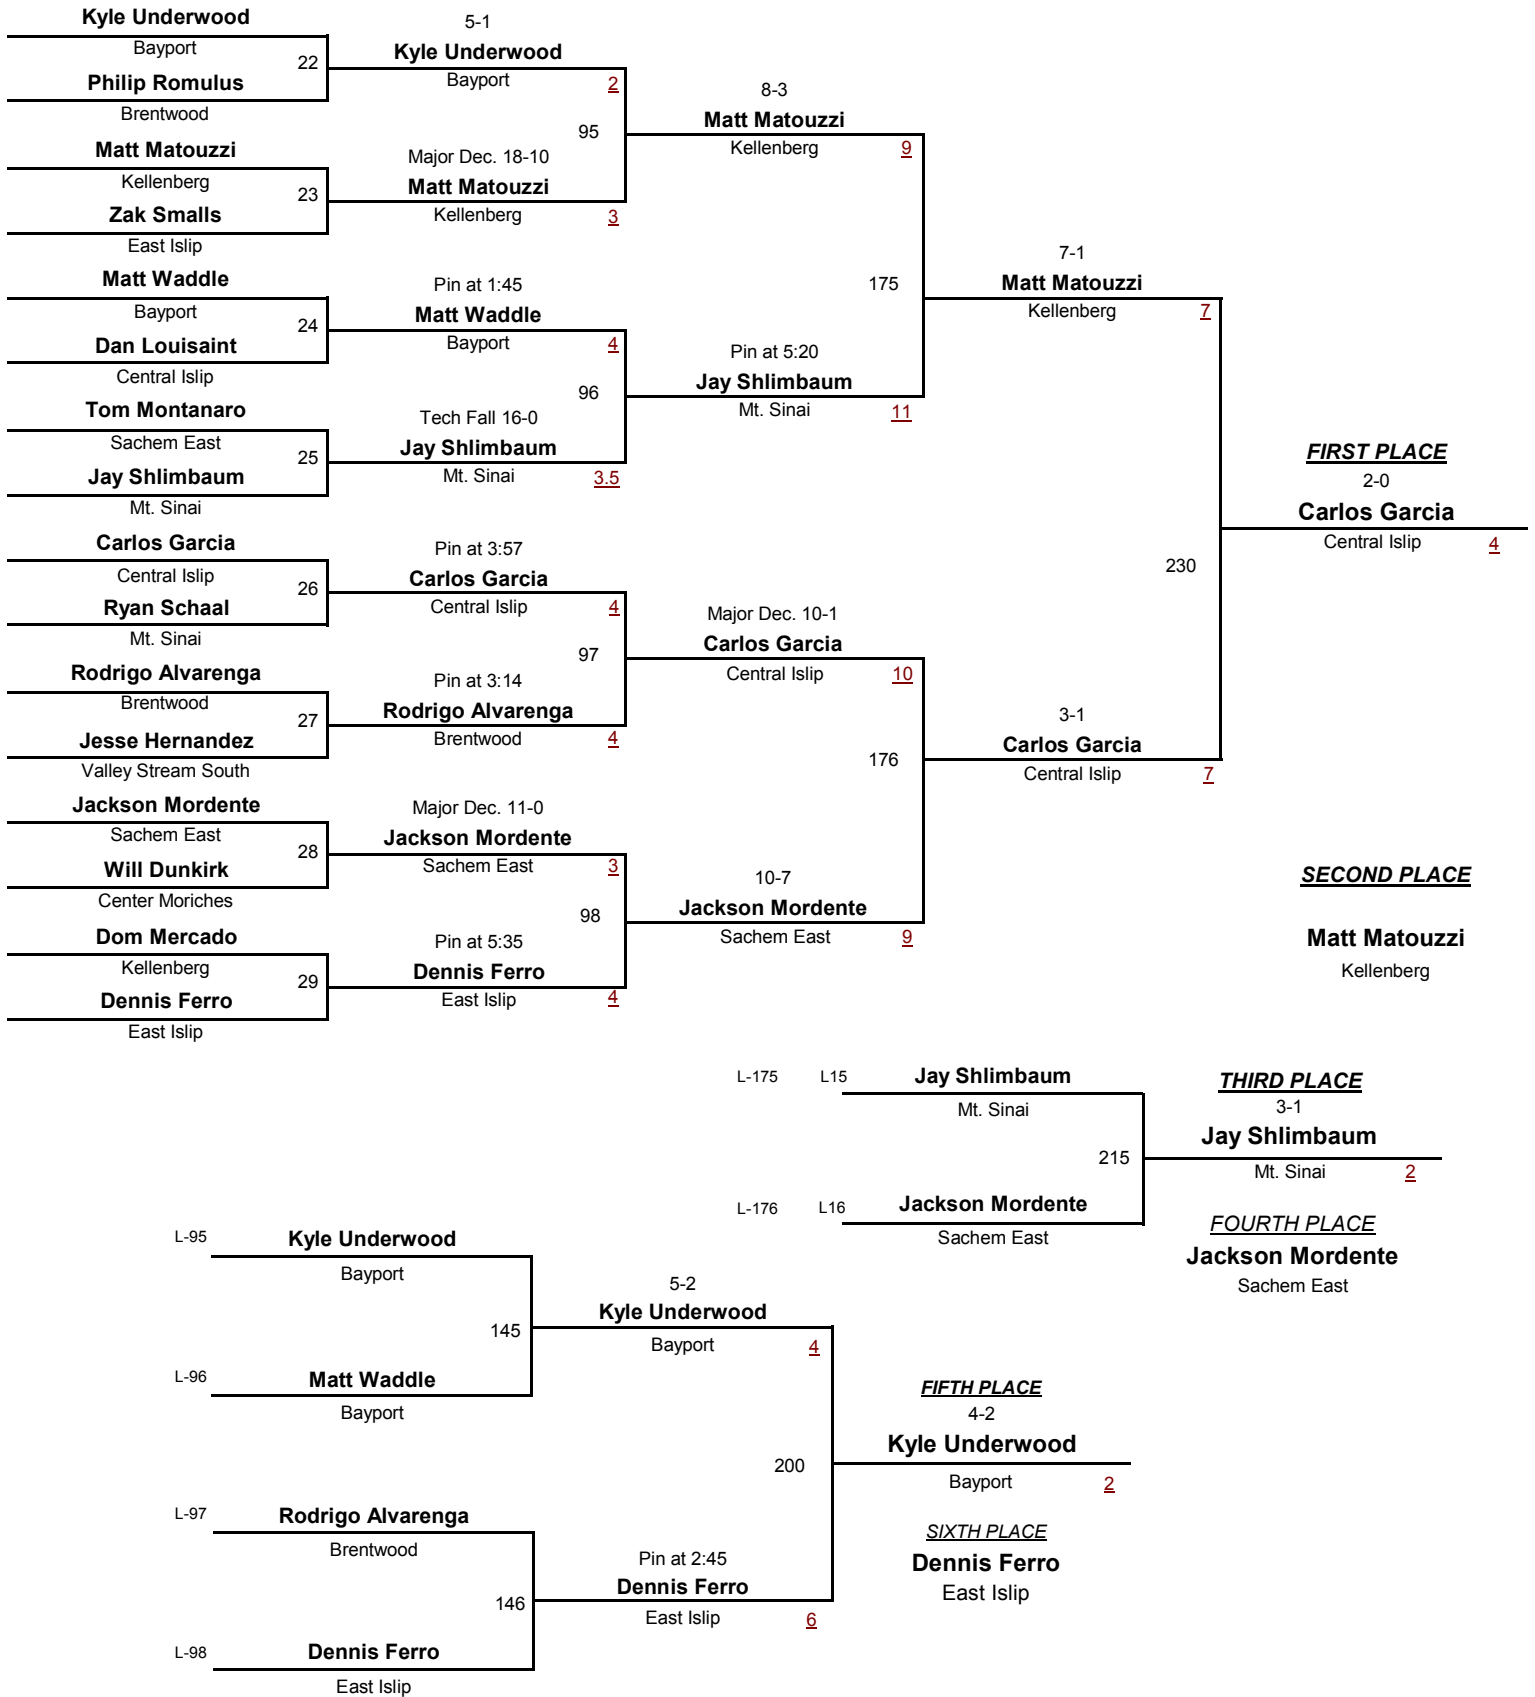 Kyle Underwood
Bayport
22
Philip Romulus
Brentwood
Matt Matouzzi
Kellenberg
23
Zak Smalls
East Islip
Matt Waddle
Bayport
24
Dan Louisaint
Central Islip
Tom Montanaro
Sachem East
25
Jay Shlimbaum
Mt. Sinai
Carlos Garcia
Central Islip
26
Ryan Schaal
Mt. Sinai
Rodrigo Alvarenga
Brentwood
27
Jesse Hernandez
Valley Stream South
Jackson Mordente
Sachem East
28
Will Dunkirk
Center Moriches
Dom Mercado
Kellenberg
29
Dennis Ferro
East Islip
5-1
Kyle Underwood
Bayport
2
95
Major Dec. 18-10
Matt Matouzzi
Kellenberg
3
Pin at 1:45
Matt Waddle
Bayport
4
96
Tech Fall 16-0
Jay Shlimbaum
Mt. Sinai
3.5
Pin at 3:57
Carlos Garcia
Central Islip
4
97
Pin at 3:14
Rodrigo Alvarenga
Brentwood
4
Major Dec. 11-0
Jackson Mordente
Sachem East
3
98
Pin at 5:35
Dennis Ferro
East Islip
4
8-3
Matt Matouzzi
Kellenberg
9
175
Pin at 5:20
Jay Shlimbaum
Mt. Sinai
11
Major Dec. 10-1
Carlos Garcia
Central Islip
10
176
10-7
Jackson Mordente
Sachem East
9
7-1
Matt Matouzzi
Kellenberg
7
230
3-1
Carlos Garcia
Central Islip
7
FIRST PLACE
2-0
Carlos Garcia
Central Islip
4
SECOND PLACE
Matt Matouzzi
Kellenberg
L-175
L15
Jay Shlimbaum
Mt. Sinai
215
L-176
L16
Jackson Mordente
Sachem East
THIRD PLACE
3-1
Jay Shlimbaum
Mt. Sinai
2
FOURTH PLACE
Jackson Mordente
Sachem East
L-95
Kyle Underwood
Bayport
145
L-96
Matt Waddle
Bayport
L-97
Rodrigo Alvarenga
Brentwood
146
L-98
Dennis Ferro
East Islip
5-2
Kyle Underwood
Bayport
4
200
Pin at 2:45
Dennis Ferro
East Islip
6
FIFTH PLACE
4-2
Kyle Underwood
Bayport
2
SIXTH PLACE
Dennis Ferro
East Islip